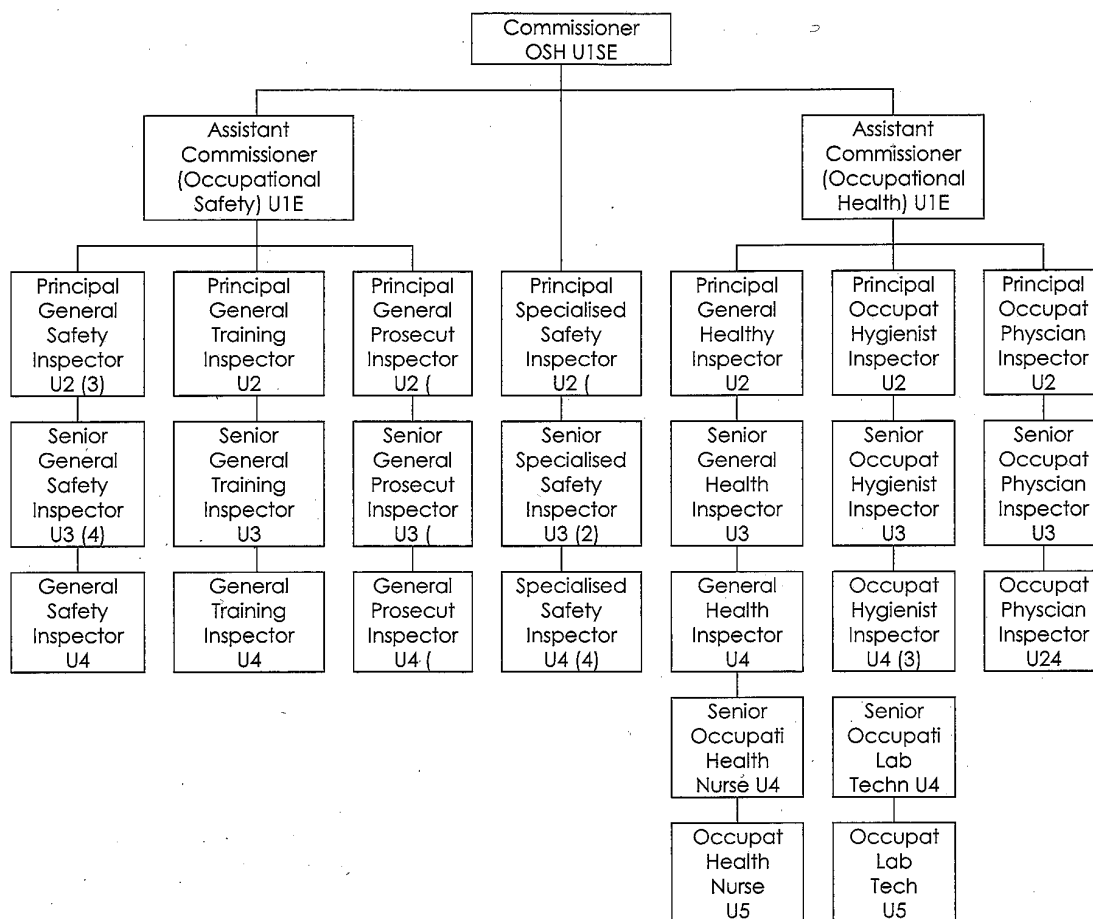 Commissioner
OSH U1SE
Assistant
Commissioner
(Occupational
Safety) U1E
Assistant
Commissioner
(Occupational
Health) U1E
Principal
General
Safety
Inspector
U2 (3)
Principal
General
Training
Inspector
U2
Principal
General
Prosecut
Inspector
U2 (
Principal
Specialised
Safety
Inspector
U2 (
Principal
General
Healthy
Inspector
U2
Principal
Occupat
Hygienist
Inspector
U2
Principal
Occupat
Physcian
Inspector
U2
Senior
General
Safety
Inspector
U3 (4)
Senior
General
Training
Inspector
U3
Senior
General
Prosecut
Inspector
U3 (
Senior
Specialised
Safety
Inspector
U3 (2)
Senior
General
Health
Inspector
U3
Senior
Occupat
Hygienist
Inspector
U3
Senior
Occupat
Physcian
Inspector
U3
General
Safety
Inspector
U4
General
Training
Inspector
U4
General
Prosecut
Inspector
U4 (
Specialised
Safety
Inspector
U4 (4)
General
Health
Inspector
U4
Occupat
Hygienist
Inspector
U4 (3)
Occupat
Physcian
Inspector
U24
Senior
Occupati
Health
Nurse U4
Senior
Occupati
Lab
Techn U4
Occupat
Health
Nurse
U5
Occupat
Lab
Tech
U5